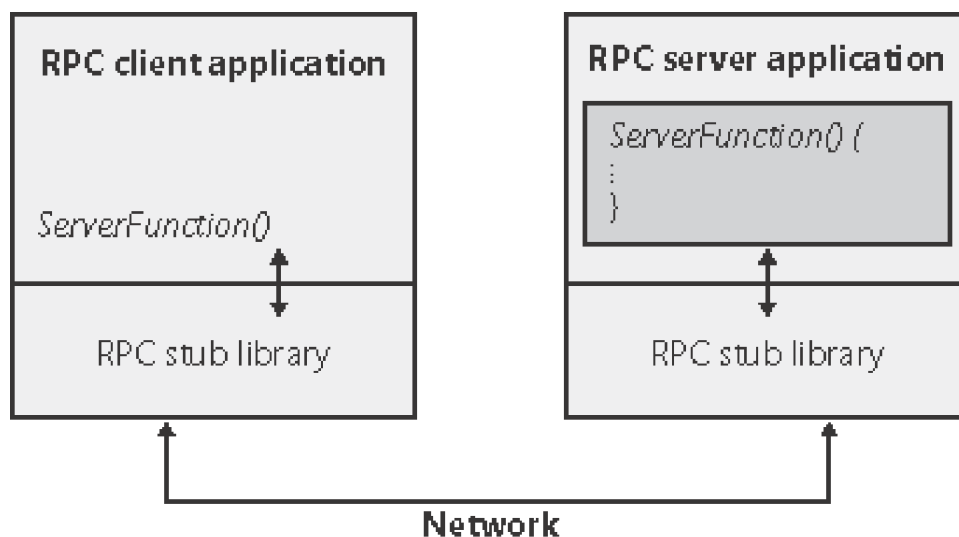 RPC client application
ServerFunction()
RPC stub library
RPC server application
ServerFunction() (
⋮
}
RPC stub library
Network